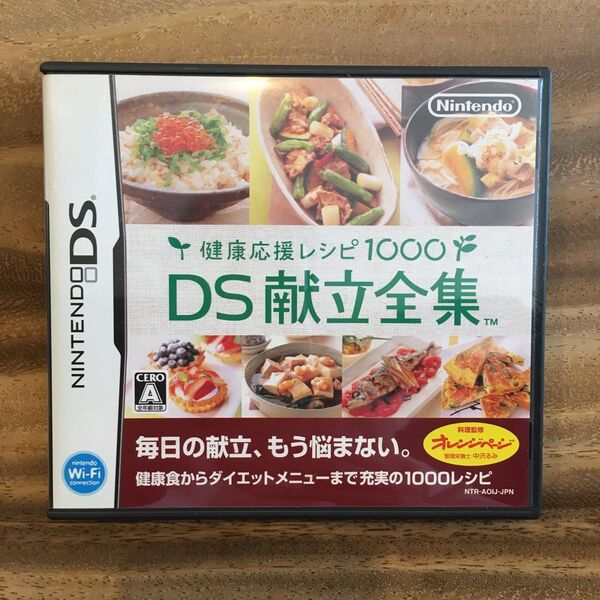 NINTENDO DS®
Nintendo®
健康応援レシピ1000
DS 献立全集™
CERO
A
全年齢対象
毎日の献立、もう悩まない。
健康食からダイエットメニューまで充実の1000レシピ
料理監修
オレンジページ
管理栄養士 中沢るみ
NTR-AOIJ-JPN
nintendo
Wi-Fi
connection